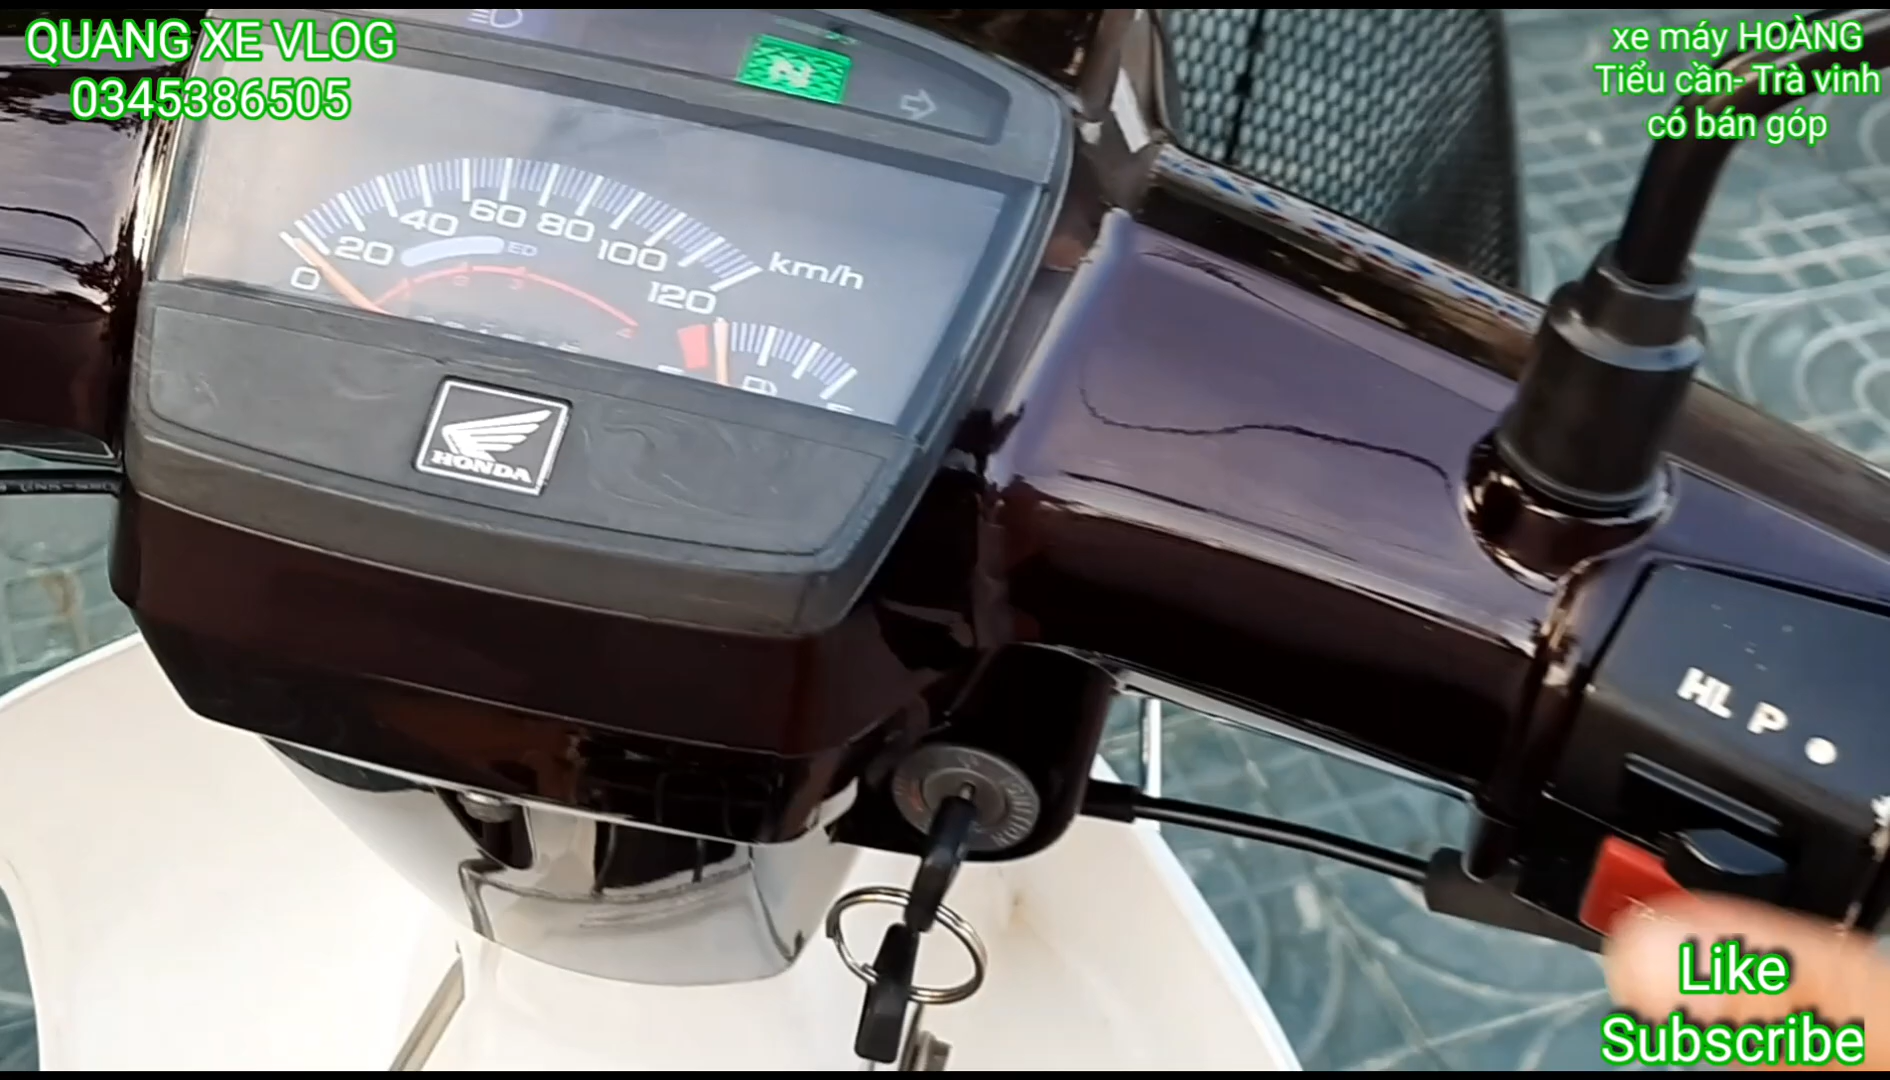 QUANG XE VLOG
0345386505
xe máy HOÀNG
Tiểu cần- Trà vinh
có bán góp
N
20
40
60
80
100
120
0
km/h
HONDA
IGNITION
HL P
Like
Subscribe